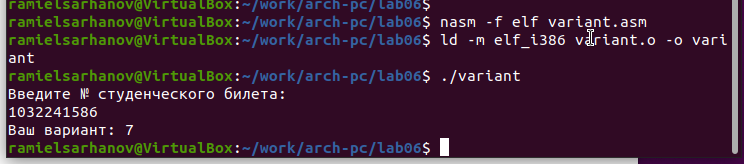 ramielsarhanov@VirtualBox:~/work/arch-pc/lab06$ nasm -f elf variant.asm
ramielsarhanov@VirtualBox:~/work/arch-pc/lab06$ ld -m elf_i386 variant.o -o vari
ant
ramielsarhanov@VirtualBox:~/work/arch-pc/lab06$ ./variant
Введите № студенческого билета:
1032241586
Ваш вариант: 7
ramielsarhanov@VirtualBox:~/work/arch-pc/lab06$